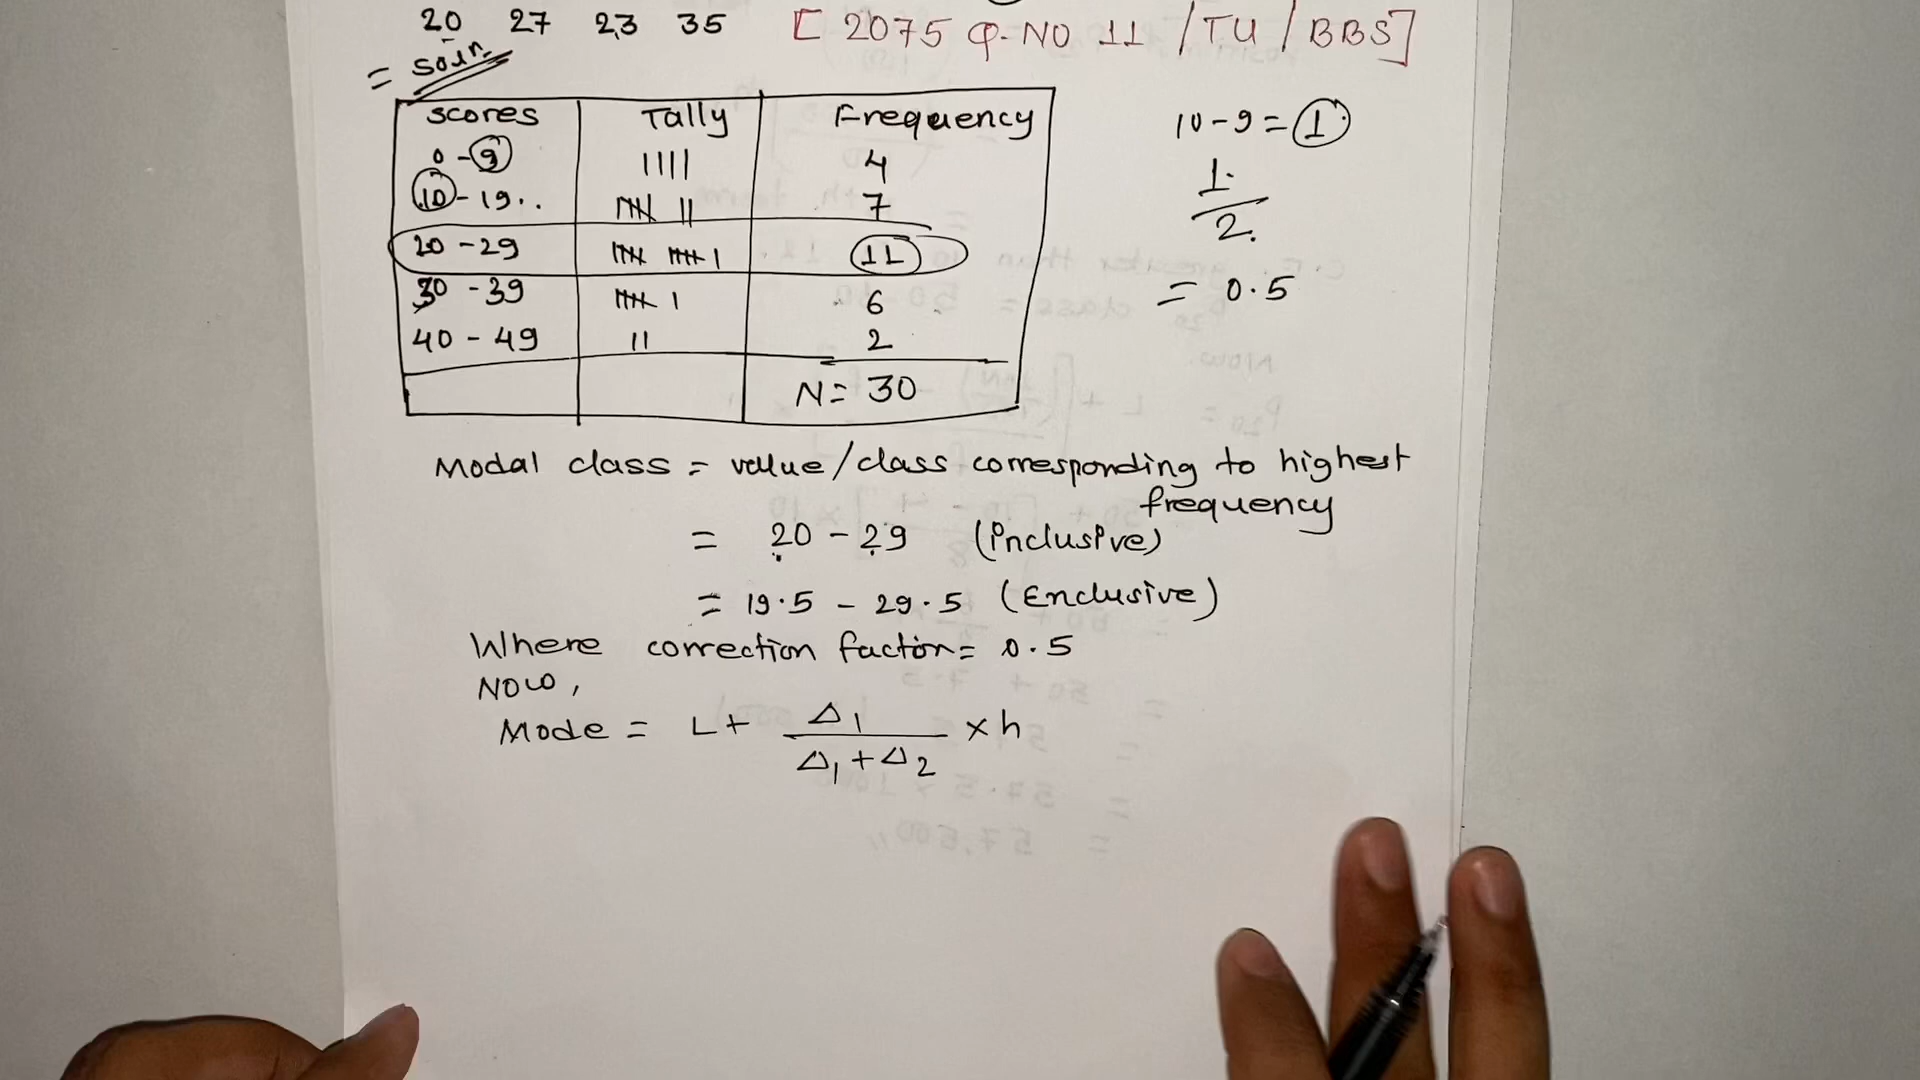 20 27 23 35 [2075 Q.NO 11 /TU/BBS]
= Soln
Scores Tally Frequency
0 - 9 |||| 4
10 - 19.. |||| || 7
20 - 29 |||| |||| | 11
30 - 39 |||| | 6
40 - 49 || 2
N = 30
10 - 9 = 1
1
2
= 0.5
Modal class = value/class corresponding to highest
frequency
= 20 - 29 (Inclusive)
= 19.5 - 29.5 (Exclusive)
Where correction factor = 0.5
Now,
Mode = L + Δ1 / Δ1 + Δ2 × h